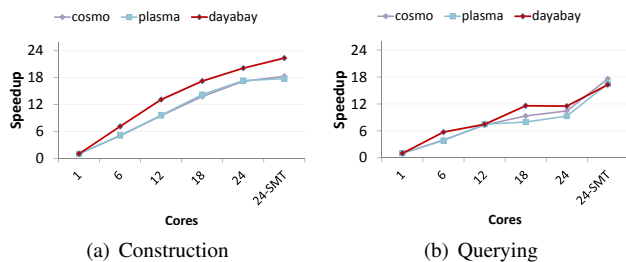 cosmo plasma dayabay
24
18
12
6
0
Speedup
1 6 12 18 24 24-SMT
Cores
(a) Construction
cosmo plasma dayabay
24
18
12
6
0
Speedup
1 6 12 18 24 24-SMT
Cores
(b) Querying